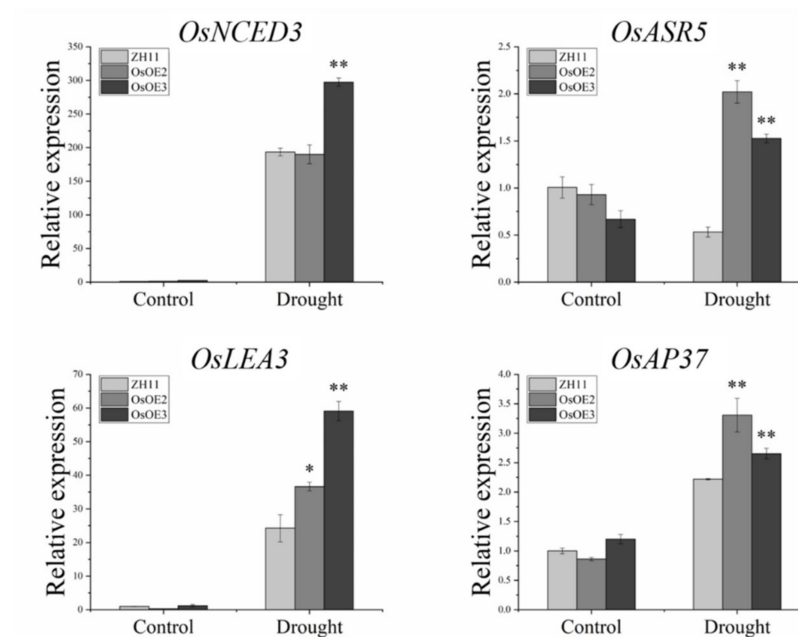 OsNCED3
Relative expression
350
300
250
200
150
100
50
0
ZH11
OsOE2
OsOE3
**
Control
Drought
OsASR5
Relative expression
2.5
2.0
1.5
1.0
0.5
0.0
ZH11
OsOE2
OsOE3
**
**
Control
Drought
OsLEA3
Relative expression
70
60
50
40
30
20
10
0
ZH11
OsOE2
OsOE3
*
**
Control
Drought
OsAP37
Relative expression
4.0
3.5
3.0
2.5
2.0
1.5
1.0
0.5
0.0
ZH11
OsOE2
OsOE3
**
**
Control
Drought